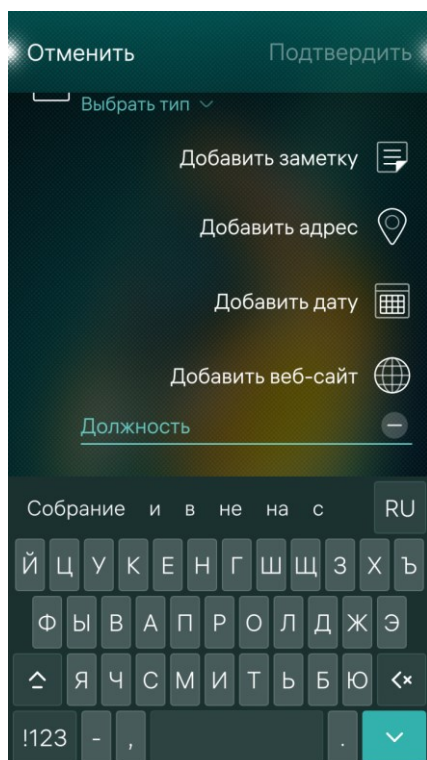 Отменить Подтвердить
Выбрать тип
Добавить заметку
Добавить адрес
Добавить дату
Добавить веб-сайт
Должность
Собрание и в не на с RU
Й Ц У К Е Н Г Ш Щ З Х Ъ
Ф Ы В А П Р О Л Д Ж Э
Я Ч С М И Т Ь Б Ю
!123 - , .